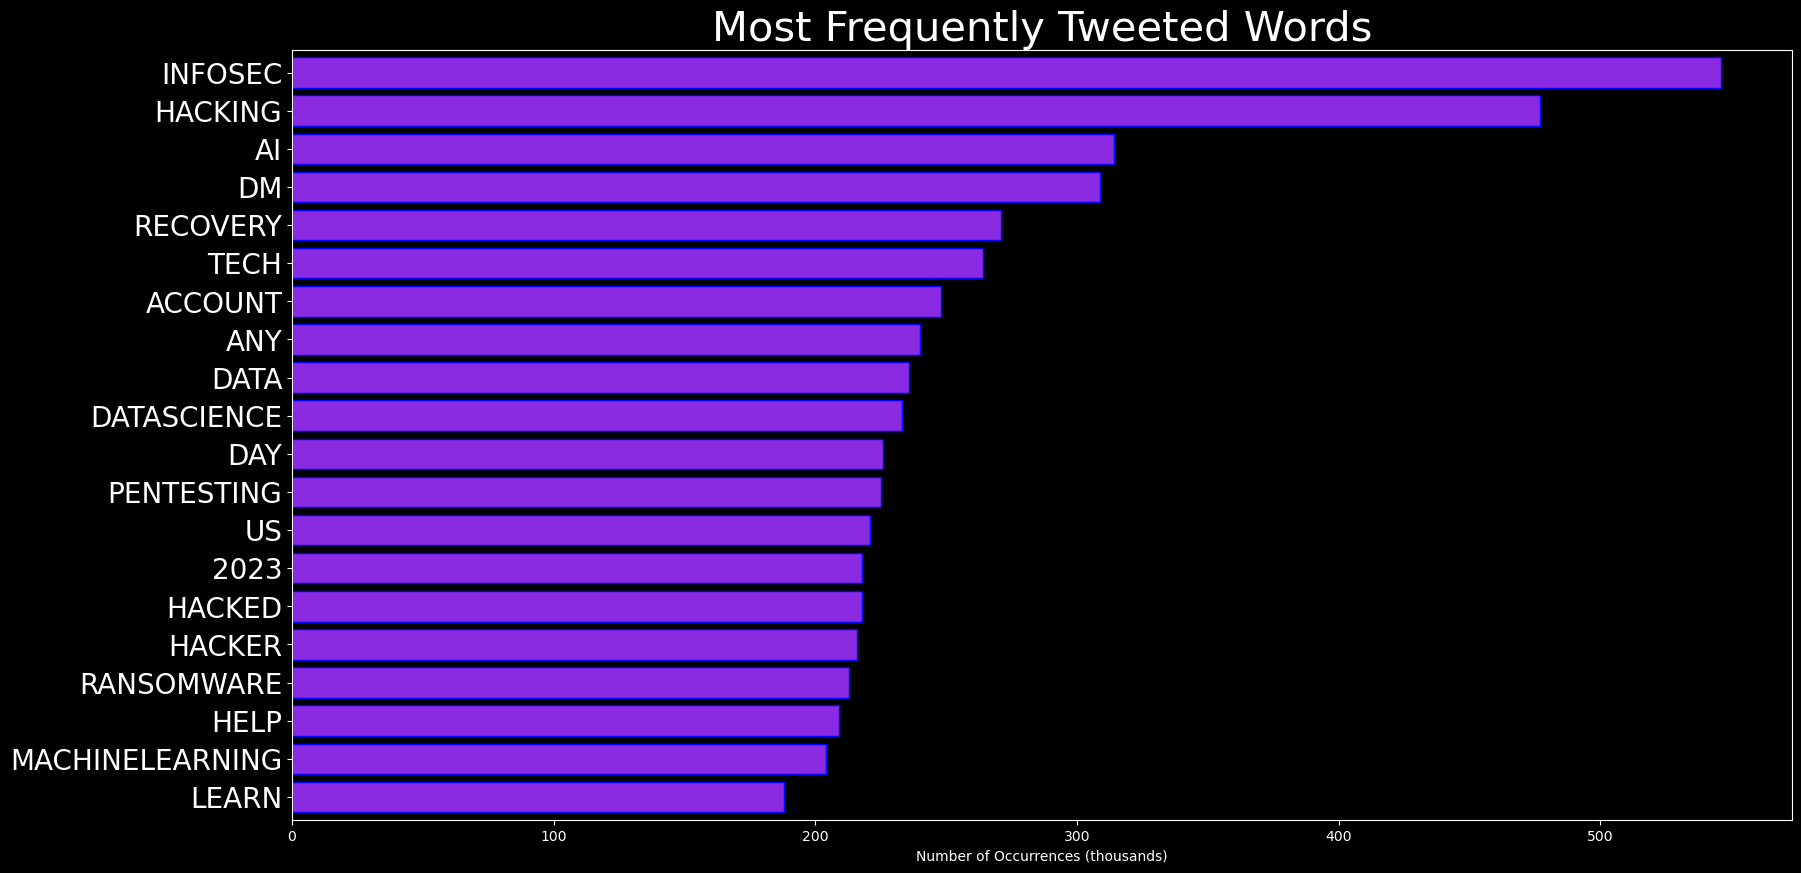 Most Frequently Tweeted Words
INFOSEC
HACKING
AI
DM
RECOVERY
TECH
ACCOUNT
ANY
DATA
DATASCIENCE
DAY
PENTESTING
US
2023
HACKED
HACKER
RANSOMWARE
HELP
MACHINELEARNING
LEARN
0 100 200 300 400 500
Number of Occurrences (thousands)